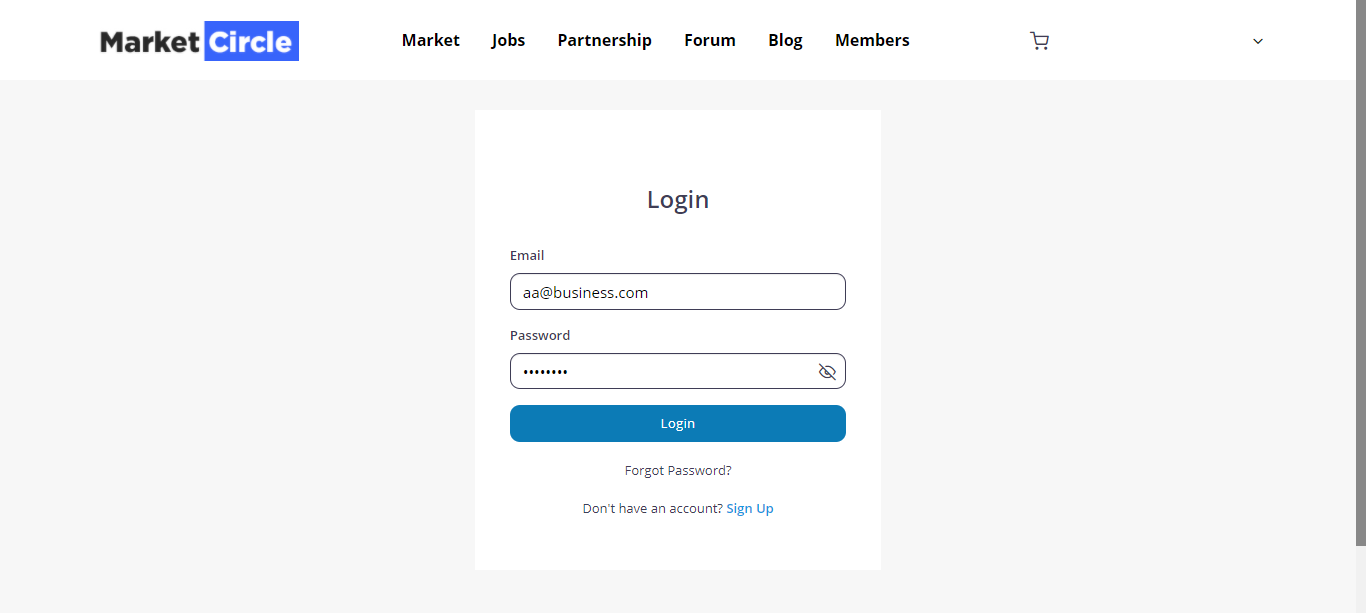 Market Circle
Market Jobs Partnership Forum Blog Members
Login
Email
aa@business.com
Password
••••••••
Login
Forgot Password?
Don't have an account? Sign Up